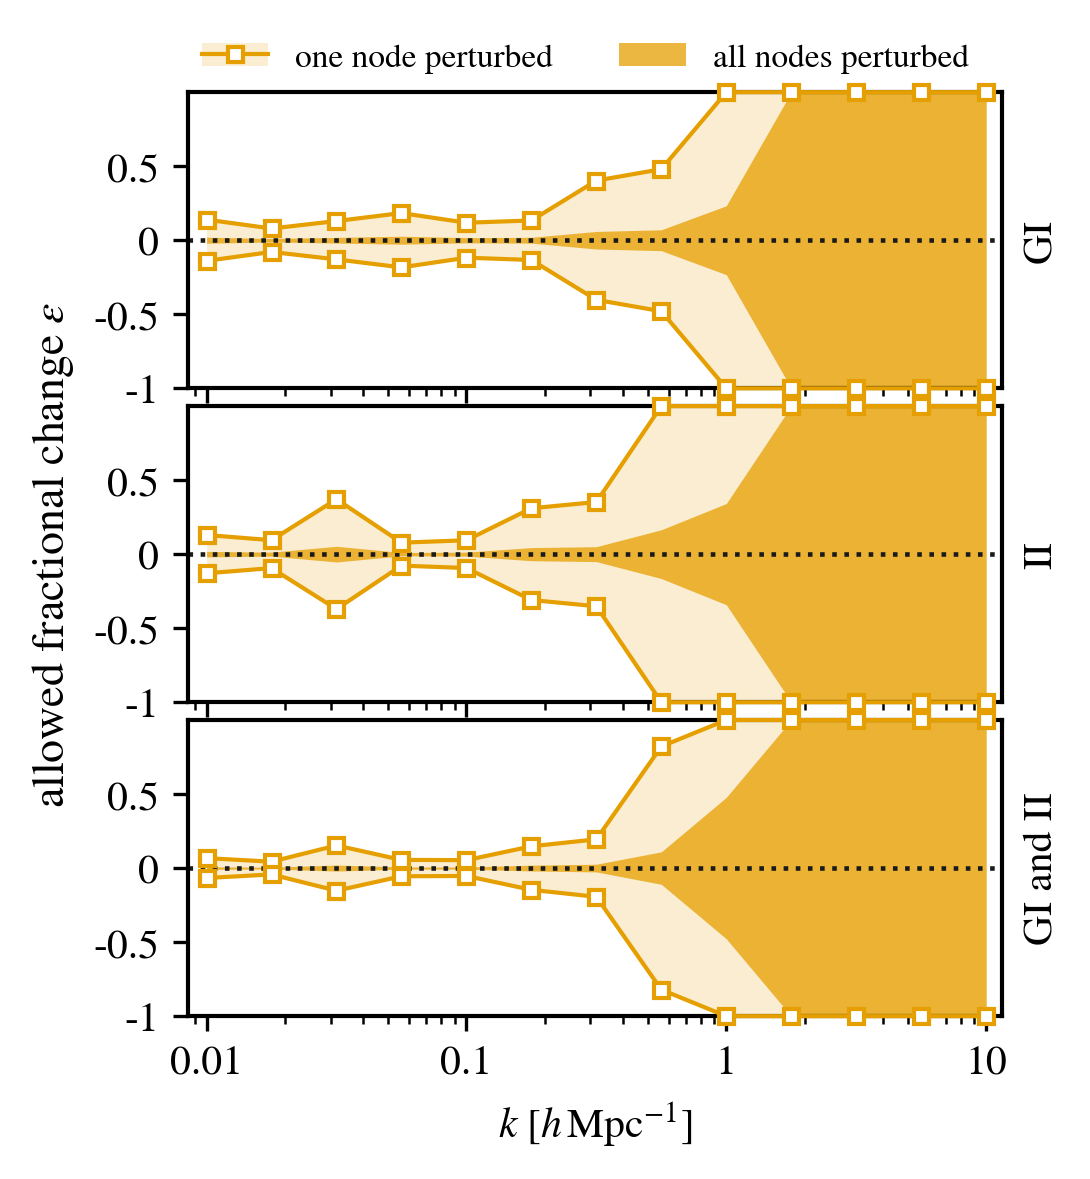 one node perturbed
all nodes perturbed
allowed fractional change ε
0.5
0
-0.5
-1
GI
0.5
0
-0.5
-1
II
0.5
0
-0.5
-1
GI and II
0.01
0.1
1
10
k [h Mpc⁻¹]